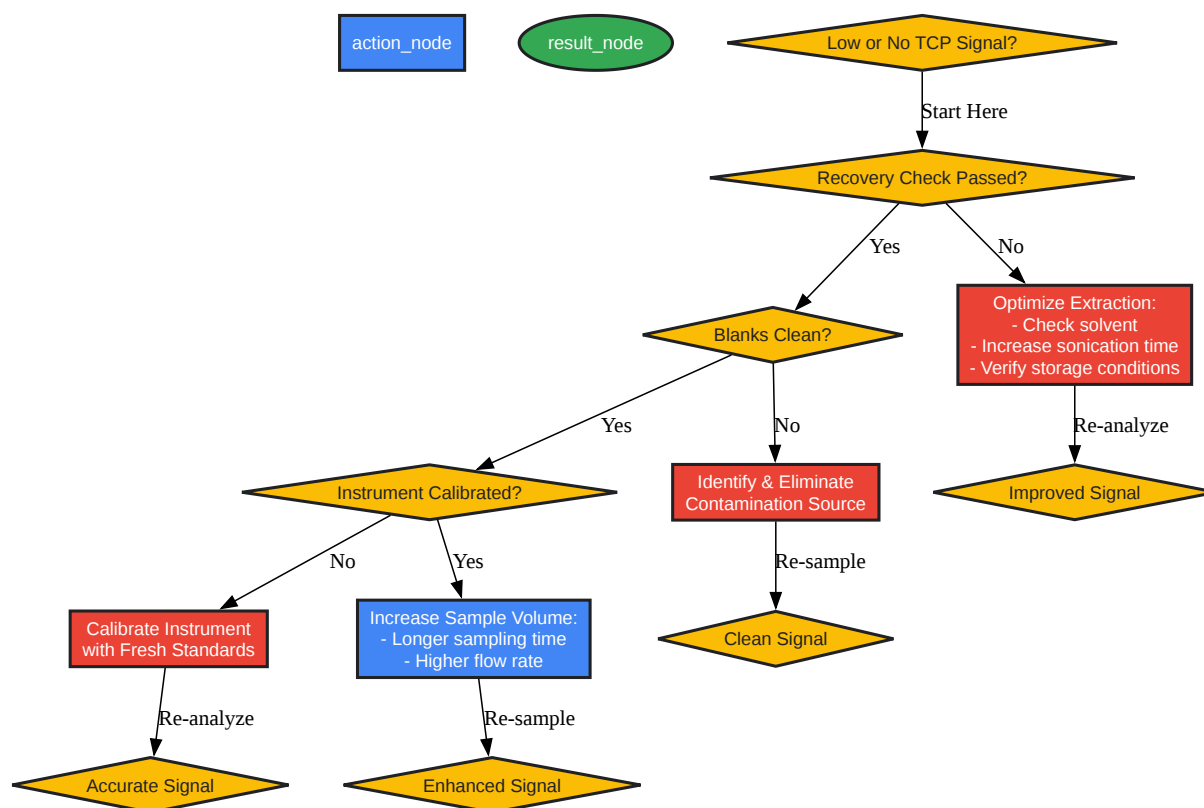 action_node
result_node
Low or No TCP Signal?
Start Here
Recovery Check Passed?
Yes
No
Blanks Clean?
Optimize Extraction:
- Check solvent
- Increase sonication time
- Verify storage conditions
Yes
No
Re-analyze
Instrument Calibrated?
Identify & Eliminate
Contamination Source
Improved Signal
No
Yes
Re-sample
Calibrate Instrument
with Fresh Standards
Increase Sample Volume:
- Longer sampling time
- Higher flow rate
Clean Signal
Re-analyze
Re-sample
Accurate Signal
Enhanced Signal